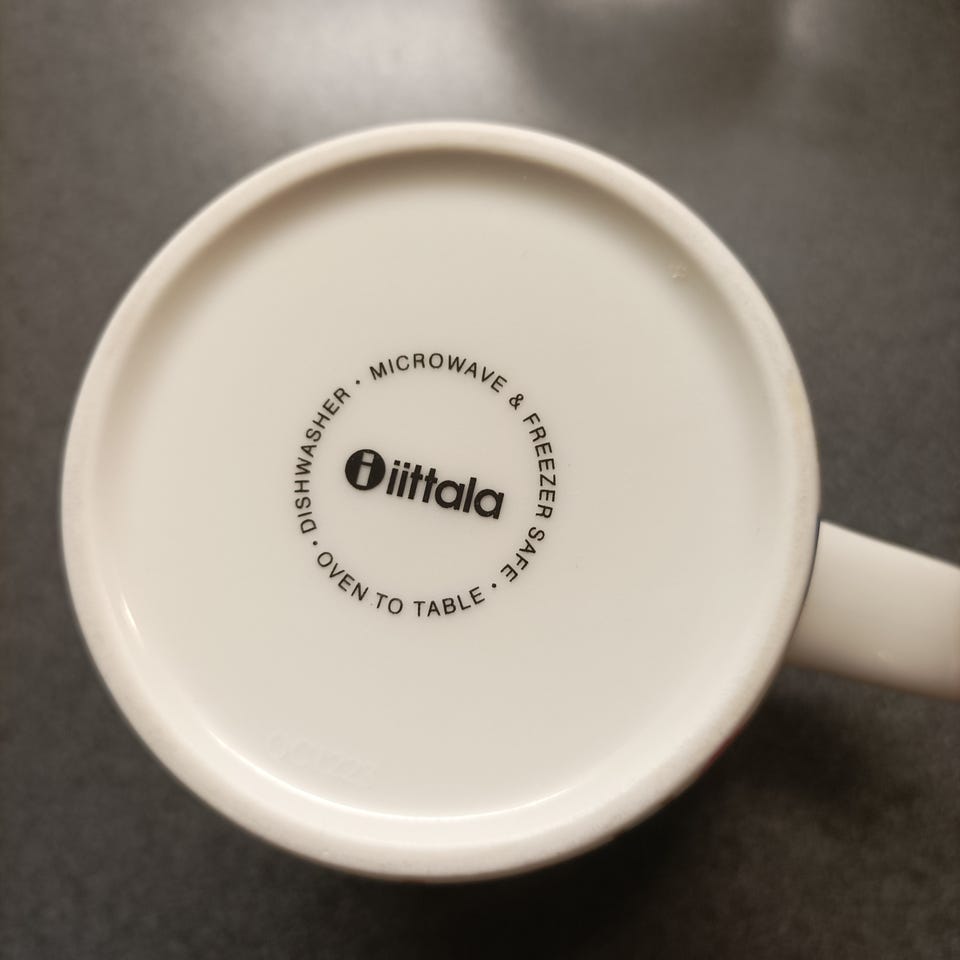 DISHWASHER • MICROWAVE & FREEZER SAFE • OVEN TO TABLE •
i iittala